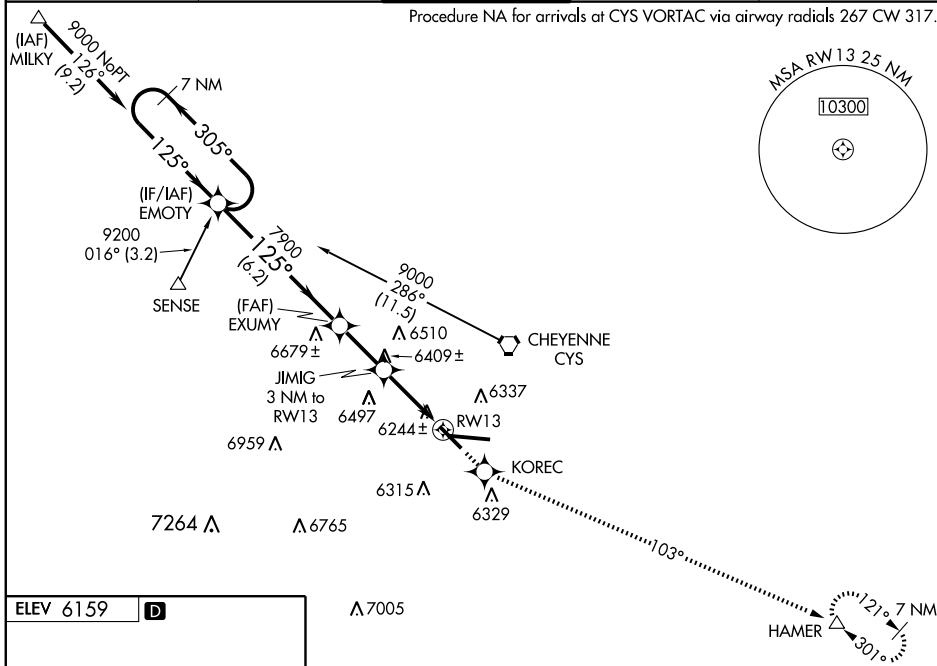 Procedure NA for arrivals at CYS VORTAC via airway radials 267 CW 317.
(IAF)
MILKY
9000 NoPT
126°
(9.2)
7 NM
305°
125°
MSA RW13 25 NM
10300
(IF/IAF)
EMOTY
9200
016° (3.2)
SENSE
7900
125°
(6.2)
9000
286°
(11.5)
(FAF)
EXUMY
CHEYENNE
CYS
6510
6679±
6409±
JIMIG
3 NM to
RW13
6497
6337
6244±
RW13
6959
KOREC
6315
6329
7264
6765
103°
ELEV 6159 D
7005
121°
7 NM
HAMER
301°